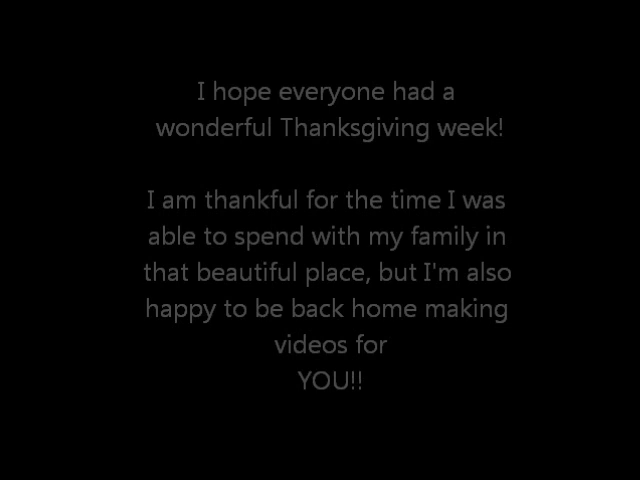 I hope everyone had a
wonderful Thanksgiving week!
I am thankful for the time I was
able to spend with my family in
that beautiful place, but I'm also
happy to be back home making
videos for
YOU!!